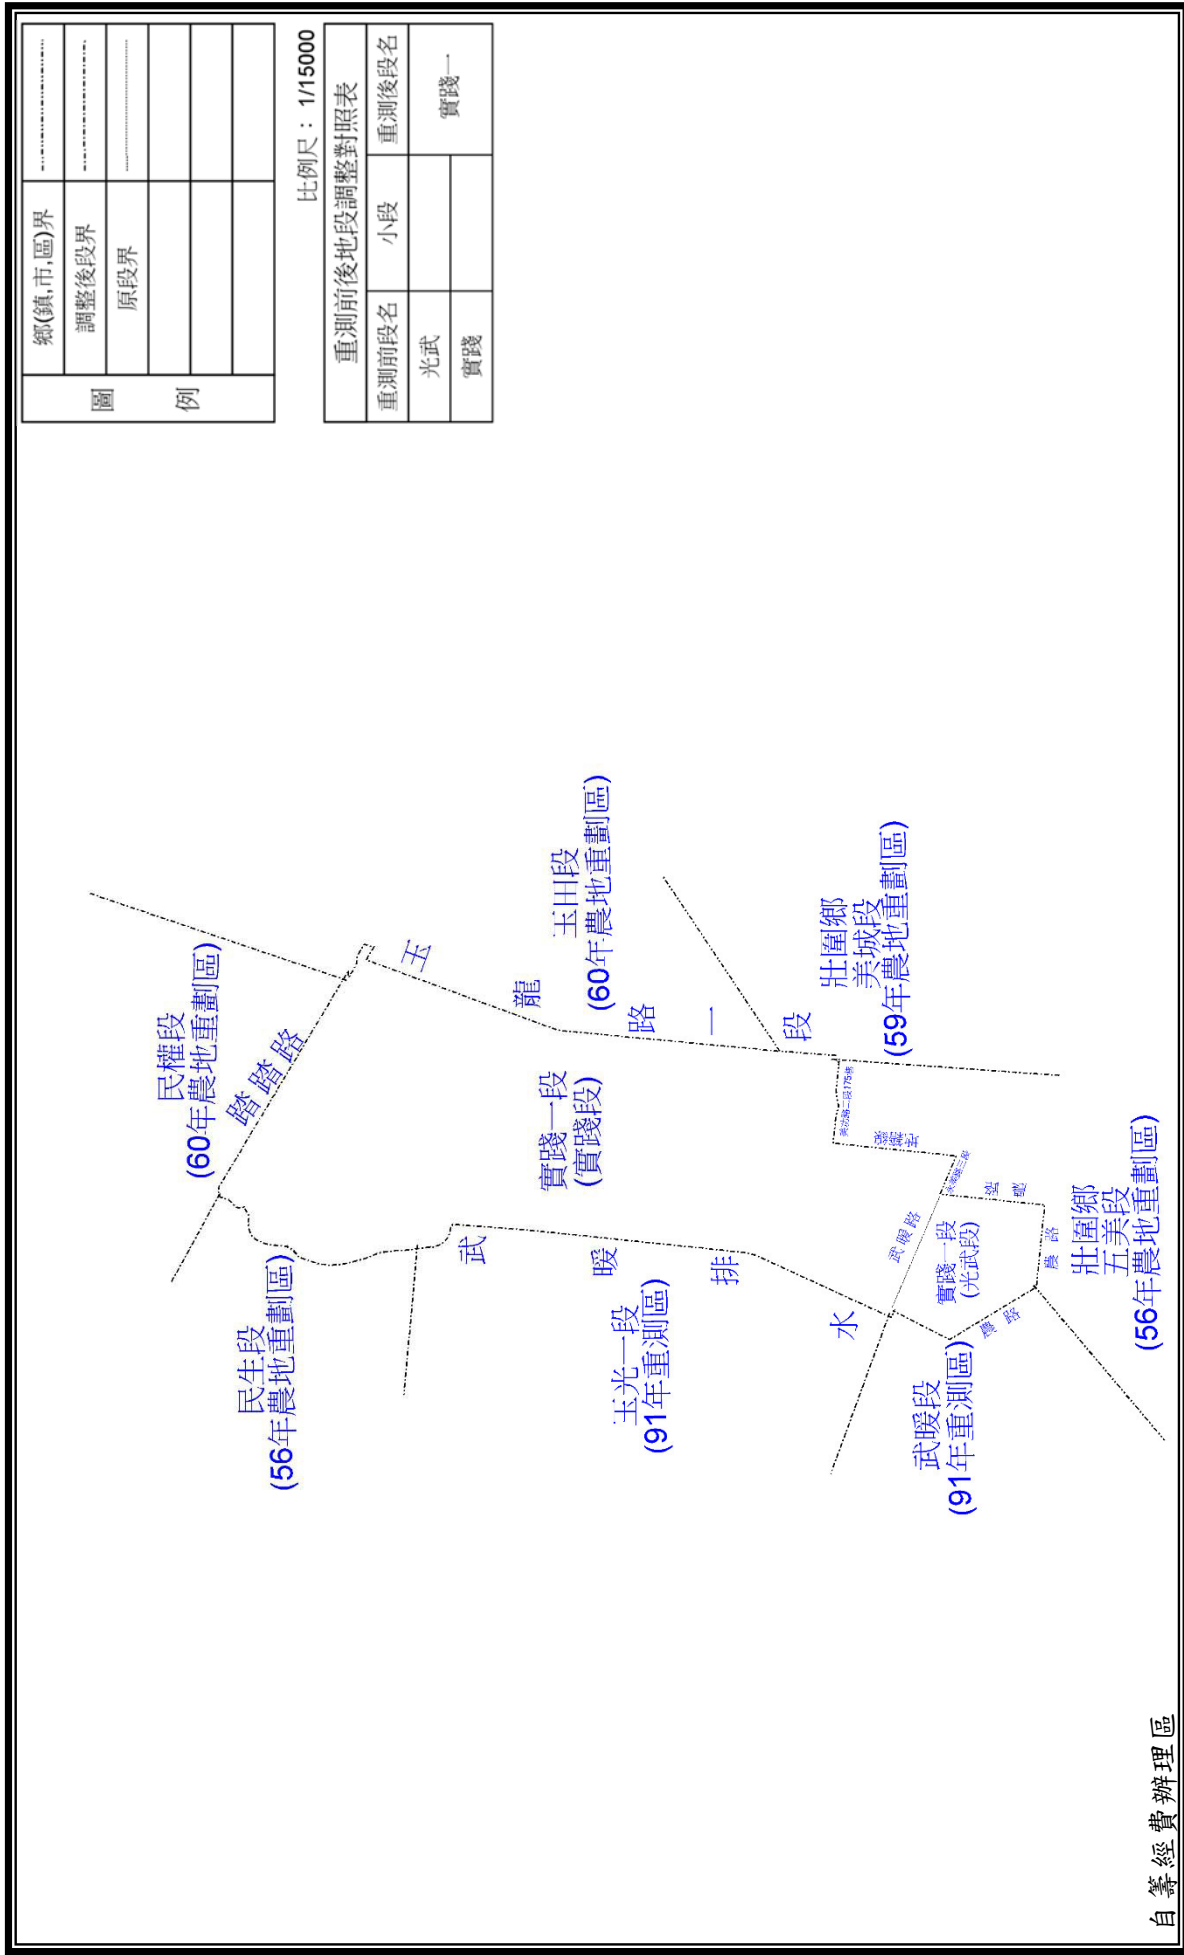 圖例
鄉(鎮,市,區)界
調整後段界
原段界
比例尺：1/15000
重測前後地段調整對照表
重測前段名 小段 重測後段名
光武 實踐一
實踐
民權段
(60年農地重劃區)
踏踏路
民生段
(56年農地重劃區)
玉龍路一段
玉田段
(60年農地重劃區)
實踐一段
(實踐段)
武暖排水
玉光一段
(91年重測區)
壯圍鄉
美城段
(59年農地重劃區)
武暖路
實踐一段
(光武段)
農路
農路
武暖段
(91年重測區)
壯圍鄉
五美段
(56年農地重劃區)
自籌經費辦理區